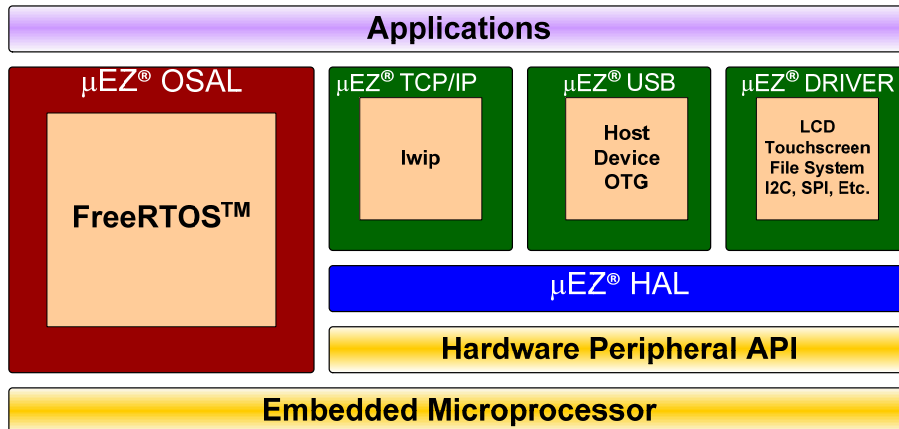 Applications
μEZ® OSAL
FreeRTOS™
μEZ® TCP/IP
lwip
μEZ® USB
Host
Device
OTG
μEZ® DRIVER
LCD
Touchscreen
File System
I2C, SPI, Etc.
μEZ® HAL
Hardware Peripheral API
Embedded Microprocessor